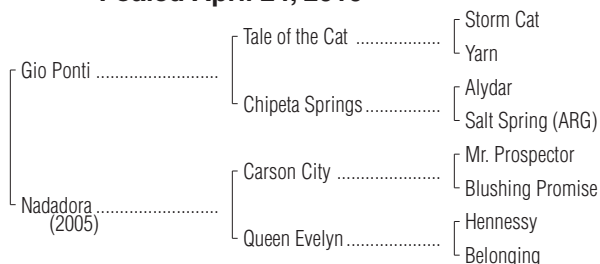 Foaled April 24,
Storm Cat
Tale of the Cat ..................
Yarn
Gio Ponti ..........................
Alydar
Chipeta Springs ................
Salt Spring (ARG)
Mr. Prospector
Carson City ......................
Blushing Promise
Nadadora ..........................
(2005)
Hennessy
Queen Evelyn ....................
Belonging